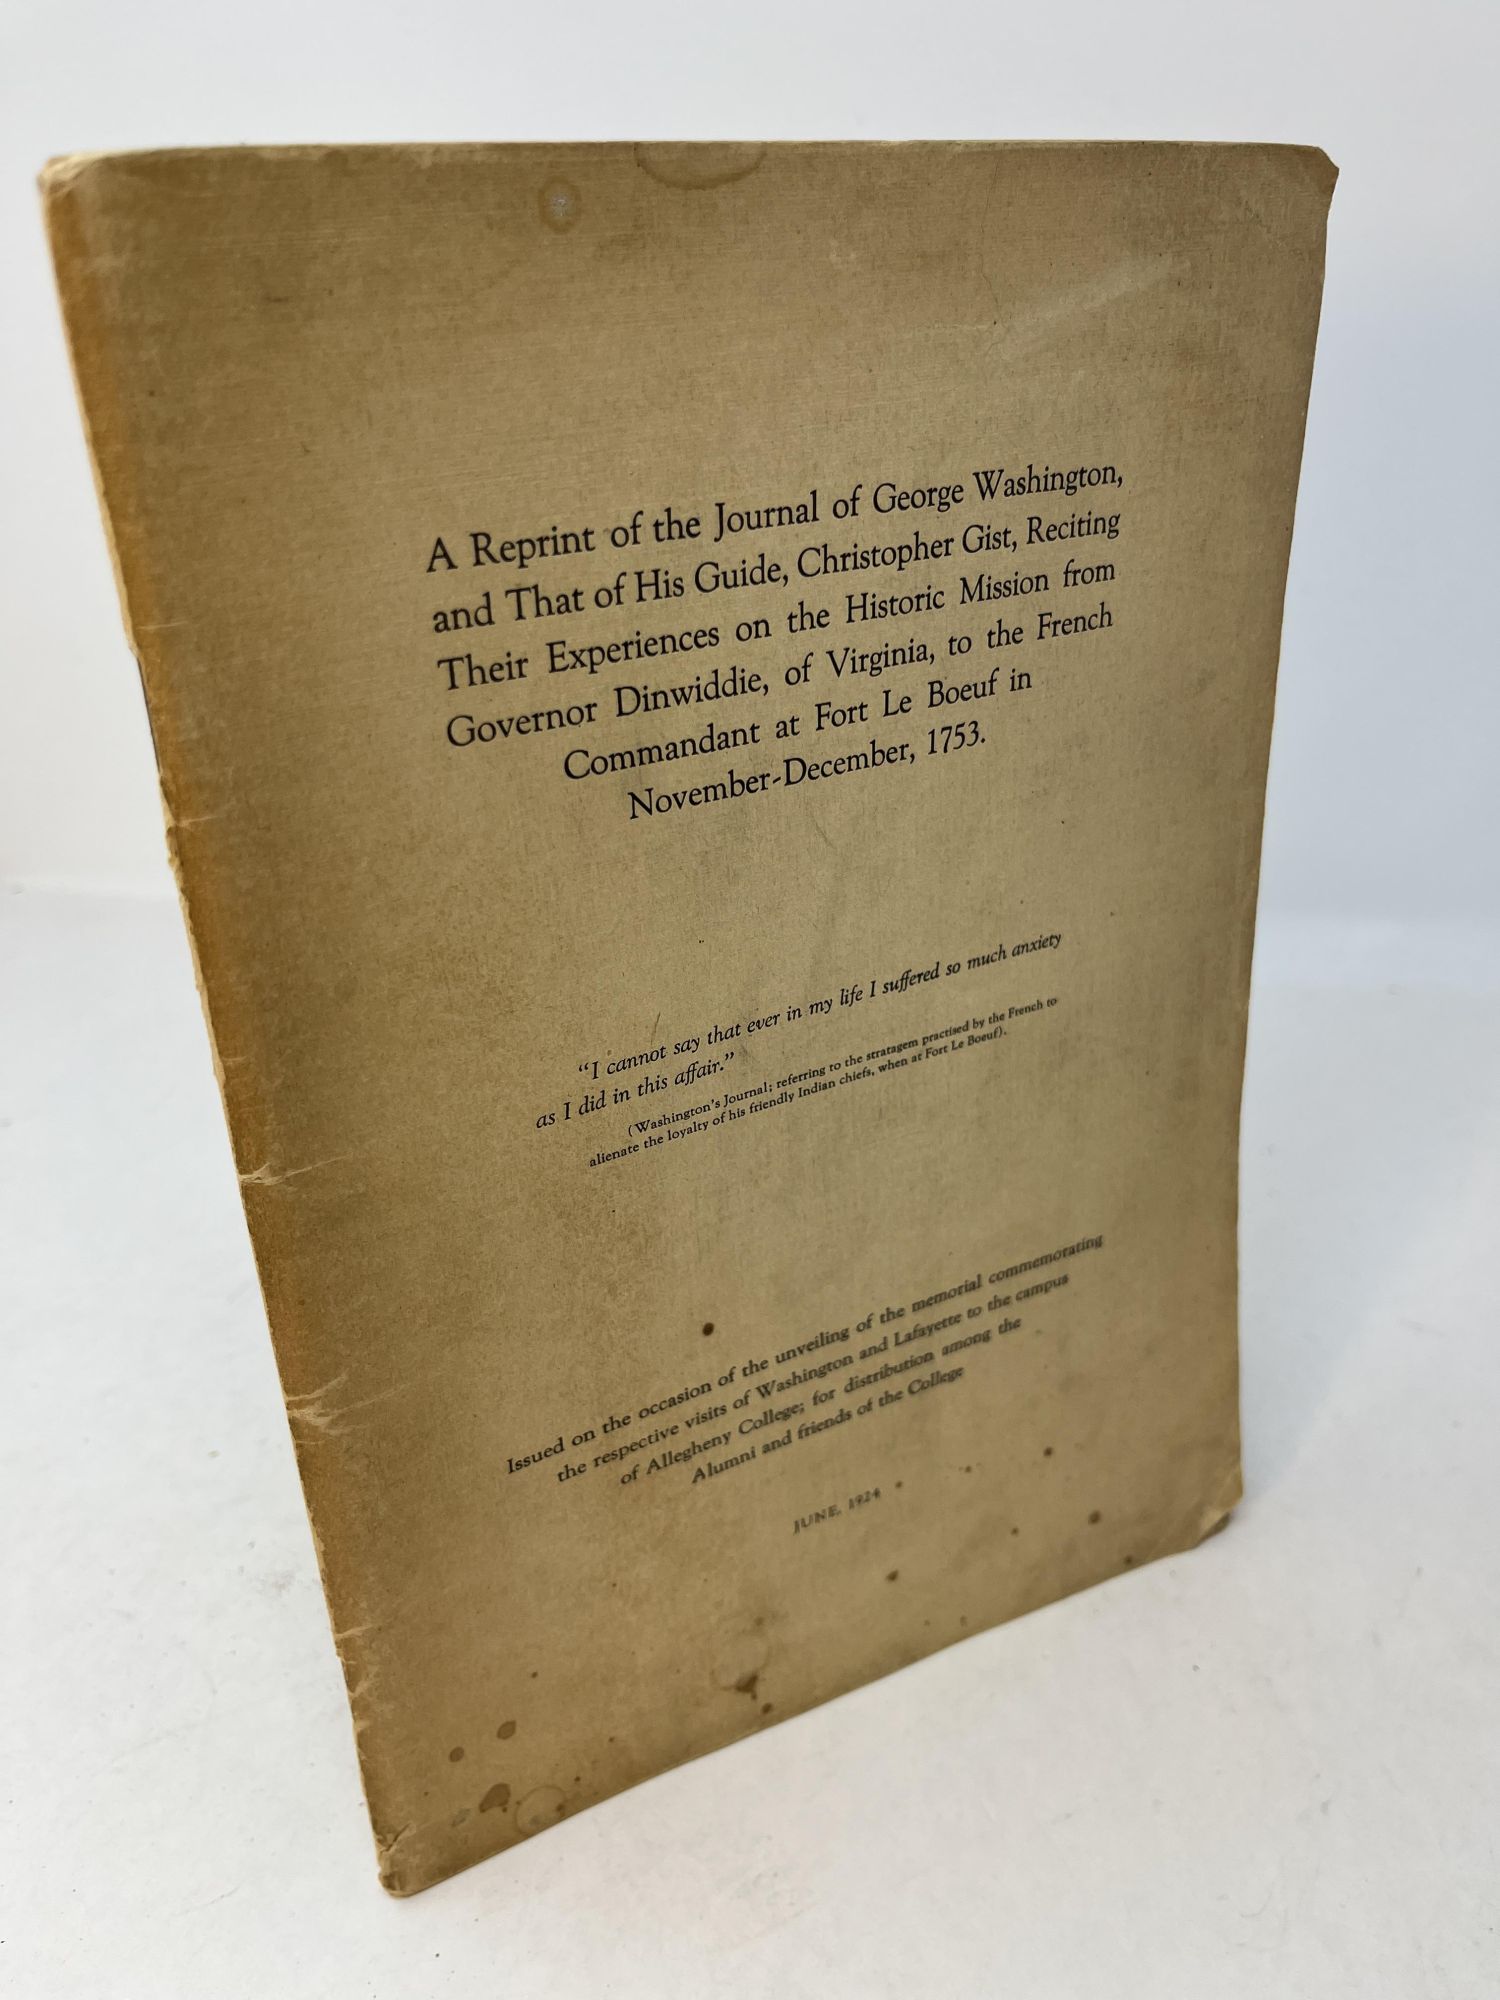 A Reprint of the Journal of George Washington,
and That of His Guide, Christopher Gist, Reciting
Their Experiences on the Historic Mission from
Governor Dinwiddie, of Virginia, to the French
Commandant at Fort Le Boeuf in
November-December, 1753.
“I cannot say that ever in my life I suffered so much anxiety
as I did in this affair.”
(Washington's Journal; referring to the stratagem practised by the French to
alienate the loyalty of his friendly Indian chiefs, when at Fort Le Boeuf).
Issued on the occasion of the unveiling of the memorial commemorating
the respective visits of Washington and Lafayette to the campus
of Allegheny College; for distribution among the
Alumni and friends of the College
JUNE, 1924